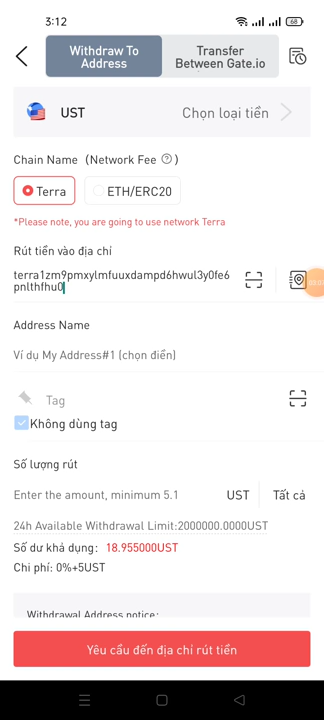 3:12
68
Withdraw To
Address
Transfer
Between Gate.io
UST
Chọn loại tiền
Chain Name（Network Fee ?）
Terra
ETH/ERC20
*Please note, you are going to use network Terra
Rút tiền vào địa chỉ
terra1zm9pmxylmfuuxdampd6hwul3y0fe6
pnlthfhu0
Address Name
Ví dụ My Address#1 (chọn điền)
Tag
Không dùng tag
Số lượng rút
Enter the amount, minimum 5.1
UST
Tất cả
24h Available Withdrawal Limit:2000000.0000UST
Số dư khả dụng: 18.955000UST
Chi phí: 0%+5UST
Withdrawal Address notice:
Yêu cầu đến địa chỉ rút tiền